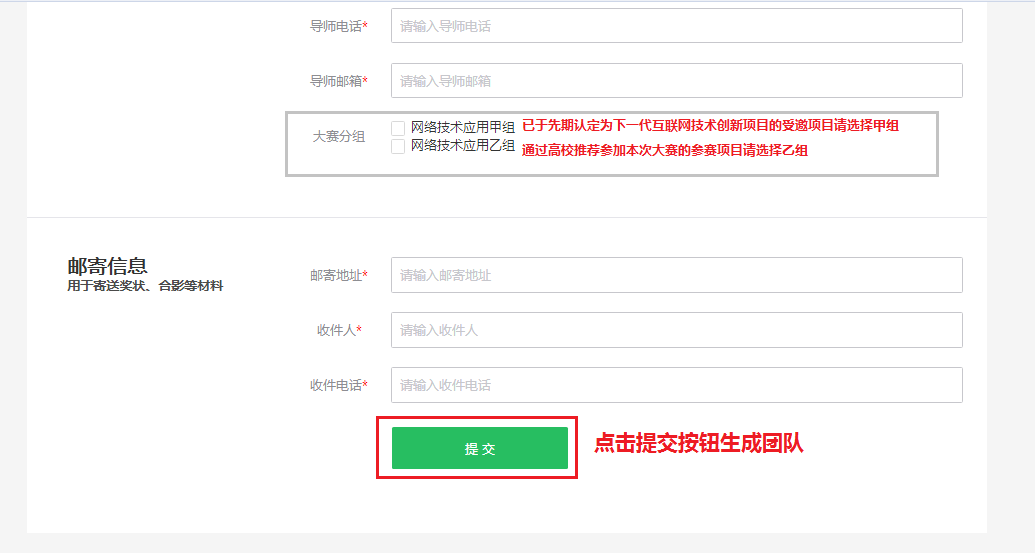 导师电话* 请输入导师电话
导师邮箱* 请输入导师邮箱
大赛分组
网络技术应用甲组 已于先期认定为下一代互联网技术创新项目的受邀项目请选择甲组
网络技术应用乙组 通过高校推荐参加本次大赛的参赛项目请选择乙组
邮寄信息
用于寄送奖状、合影等材料
邮寄地址* 请输入邮寄地址
收件人* 请输入收件人
收件电话* 请输入收件电话
提 交 点击提交按钮生成团队